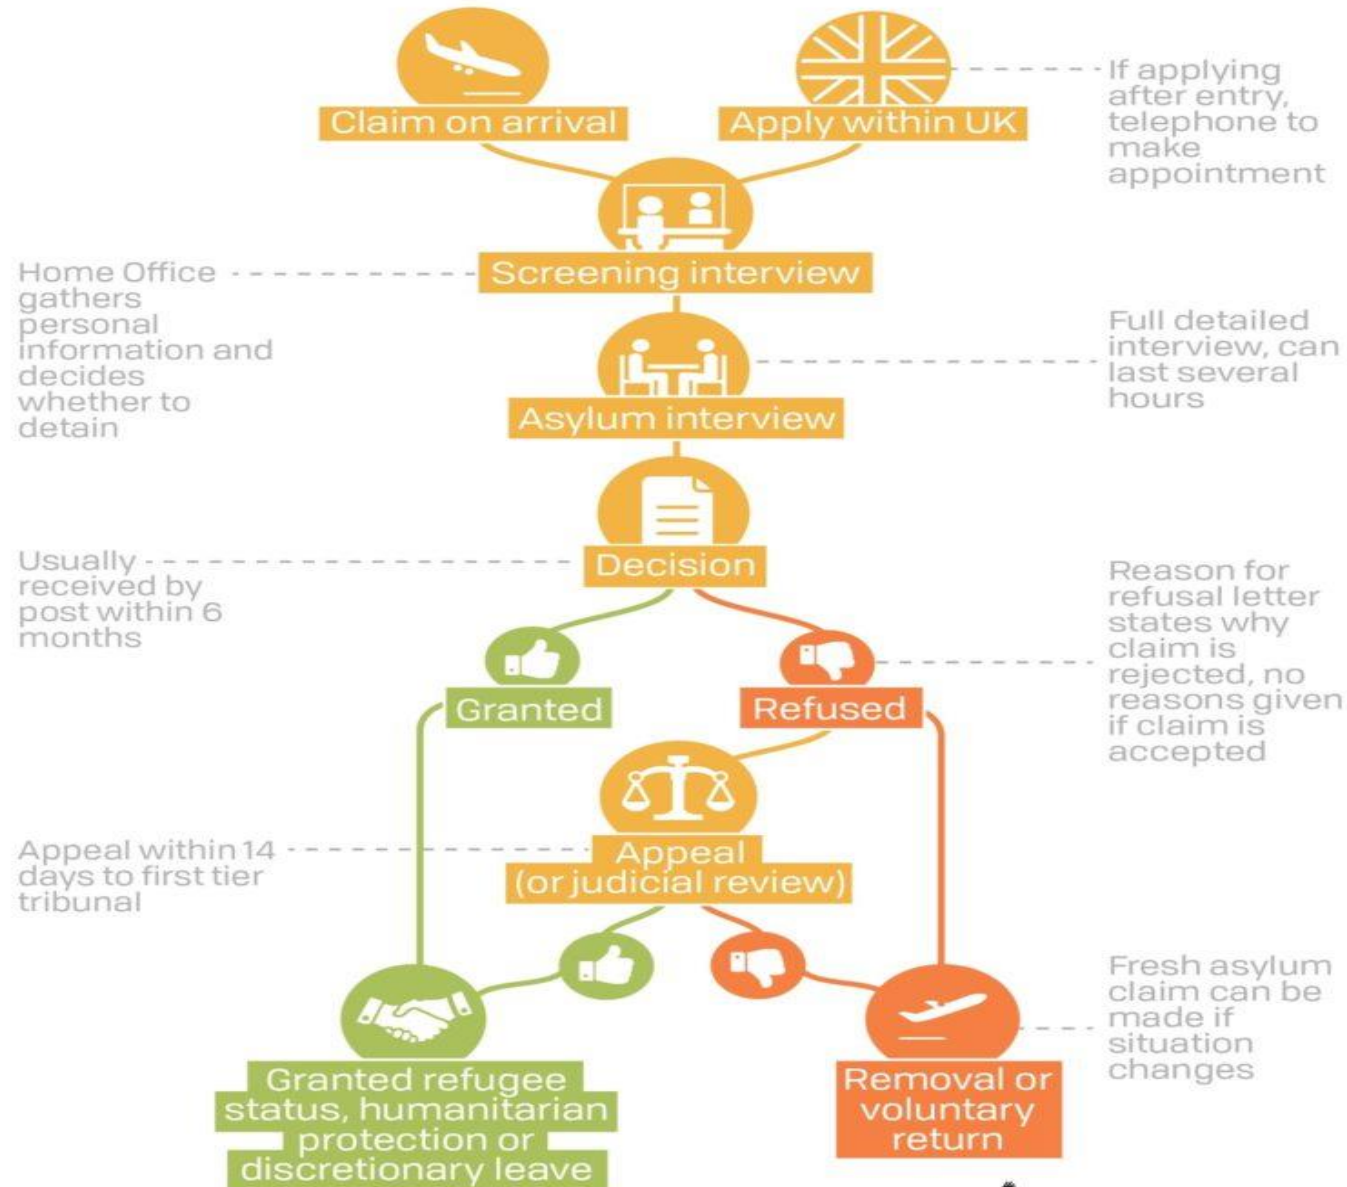 Claim on arrival
Apply within UK
If applying
after entry,
telephone to
make
appointment
Screening interview
Home Office
gathers
personal
information and
decides
whether to
detain
Asylum interview
Full detailed
interview, can
last several
hours
Decision
Usually
received by
post within 6
months
Granted
Refused
Reason for
refusal letter
states why
claim is
rejected, no
reasons given
if claim is
accepted
Appeal
(or judicial review)
Appeal within 14
days to first tier
tribunal
Granted refugee
status, humanitarian
protection or
discretionary leave
Removal or
voluntary
return
Fresh asylum
claim can be
made if
situation
changes